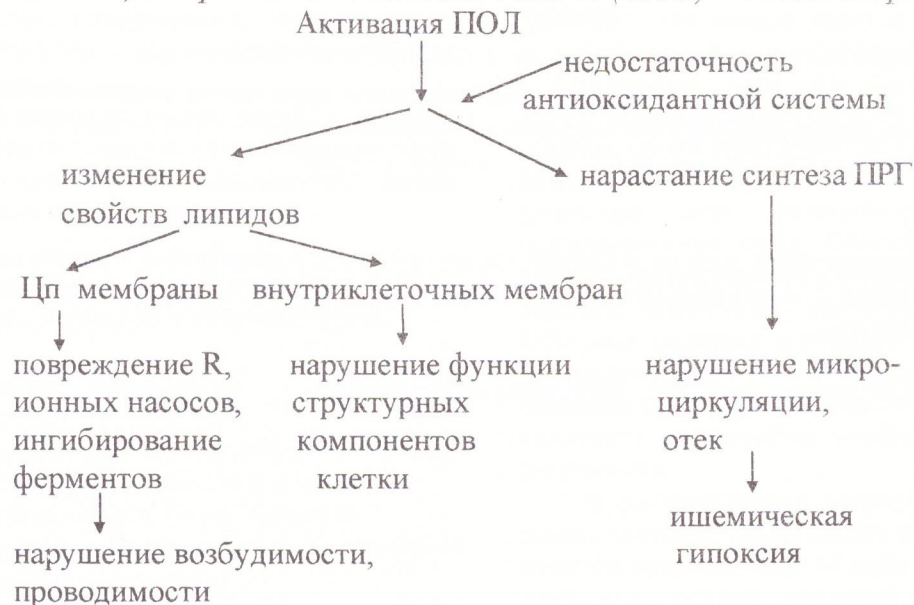 Активация ПОЛ
недостаточность
антиоксидантной системы
изменение
свойств липидов
нарастание синтеза ПРГ
Цп мембраны
внутриклеточных мембран
повреждение R,
ионных насосов,
ингибирование
ферментов
нарушение возбудимости,
проводимости
нарушение функции
структурных
компонентов
клетки
нарушение микро-
циркуляции,
отек
ишемическая
гипоксия